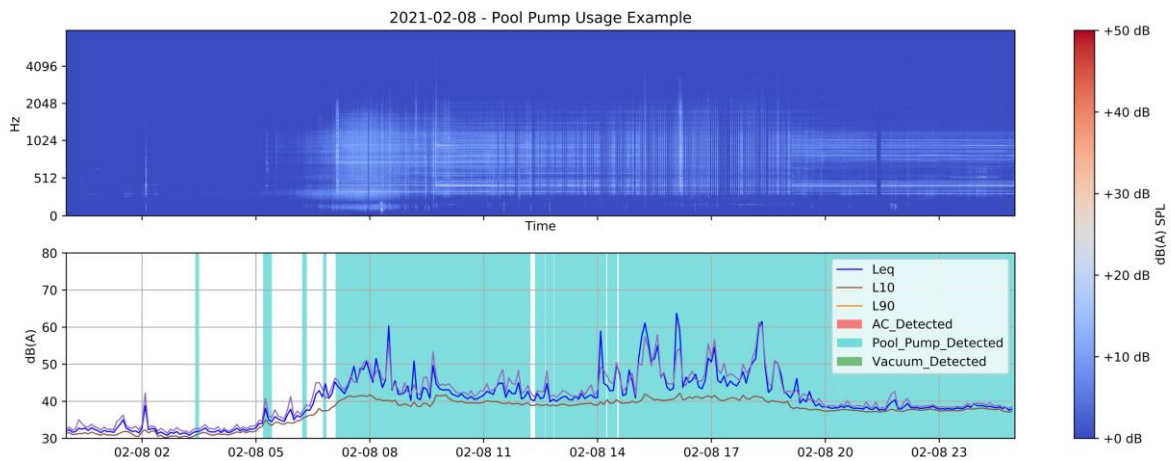 2021-02-08 - Pool Pump Usage Example
4096
2048
1024
512
0
Hz
Time
+50 dB
+40 dB
+30 dB
+20 dB
+10 dB
+0 dB
dB(A) SPL
80
70
60
50
40
30
dB(A)
Leq
L10
L90
AC_Detected
Pool_Pump_Detected
Vacuum_Detected
02-08 02 02-08 05 02-08 08 02-08 11 02-08 14 02-08 17 02-08 20 02-08 23